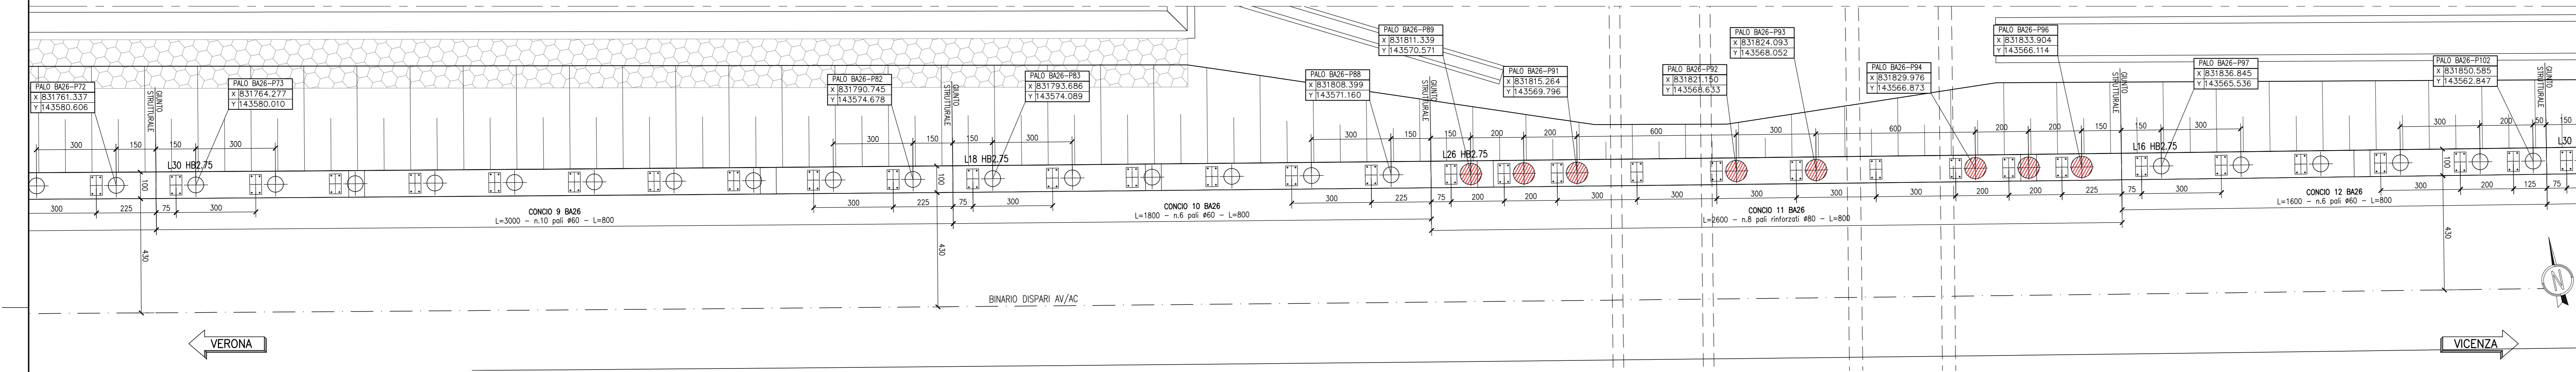 PALO BA26-P72
X 831761.337
Y 143580.606
PALO BA26-P73
X 831764.277
Y 143580.010
PALO BA26-P82
X 831790.745
Y 143574.678
PALO BA26-P83
X 831793.686
Y 143574.089
PALO BA26-P88
X 831808.399
Y 143571.160
PALO BA26-P89
X 831811.339
Y 143570.571
PALO BA26-P91
X 831815.264
Y 143569.796
PALO BA26-P92
X 831821.150
Y 143568.633
PALO BA26-P93
X 831824.093
Y 143568.052
PALO BA26-P94
X 831829.976
Y 143566.873
PALO BA26-P96
X 831833.904
Y 143566.114
PALO BA26-P97
X 831836.845
Y 143565.536
PALO BA26-P102
X 831850.585
Y 143562.847
GIUNTO
STRUTTURALE
GIUNTO
STRUTTURALE
GIUNTO
STRUTTURALE
GIUNTO
STRUTTURALE
GIUNTO
STRUTTURALE
300 150 150 300
300 150 150 300
300 150 150 200 200 600 300 600 200 200 150 150 300
300 200 50 150
L30 HB2.75
L18 HB2.75
L26 HB2.75
L16 HB2.75
L30
100
100
100
300 225 75 300
300 225 75 300
300 225 75 200 200 300 300 300 300 200 200 225 75 300
300 200 125 75
CONCIO 9 BA26
L=3000 - n.10 pali ø60 - L=800
CONCIO 10 BA26
L=1800 - n.6 pali ø60 - L=800
CONCIO 11 BA26
L=2600 - n.8 pali rinforzati ø80 - L=800
CONCIO 12 BA26
L=1600 - n.6 pali ø60 - L=800
430
430
430
BINARIO DISPARI AV/AC
VERONA
VICENZA
N